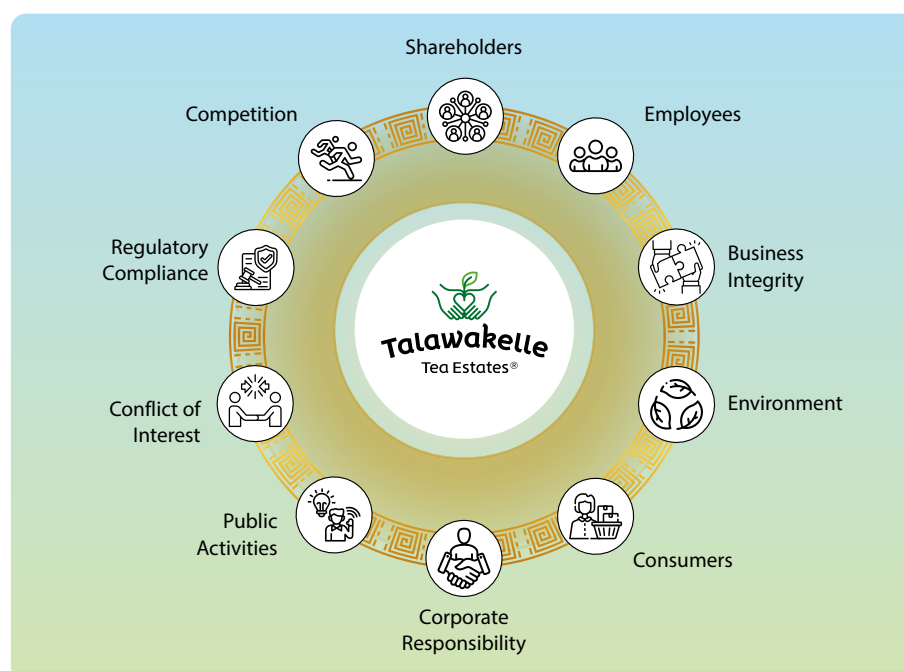 Shareholders
Competition
Employees
Regulatory
Compliance
Business
Integrity
Talawakelle
Tea Estates®
Conflict of
Interest
Environment
Public
Activities
Consumers
Corporate
Responsibility